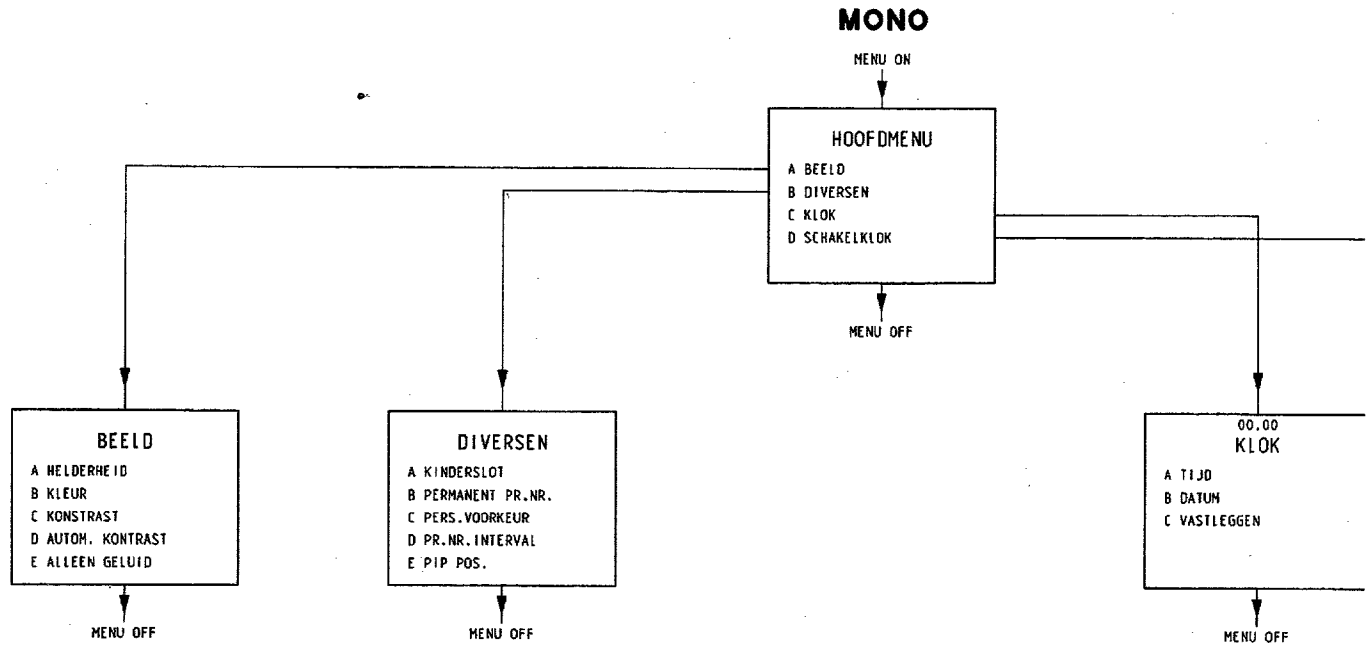 MONO
MENU ON
HOOFDMENU
A BEELD
B DIVERSEN
C KLOK
D SCHAKELKLOK
MENU OFF
BEELD
A HELDERHEID
B KLEUR
C KONSTRAST
D AUTOM. KONTRAST
E ALLEEN GELUID
MENU OFF
DIVERSEN
A KINDERSLOT
B PERMANENT PR.NR.
C PERS.VOORKEUR
D PR.NR.INTERVAL
E PIP POS.
MENU OFF
00.00
KLOK
A TIJD
B DATUM
C VASTLEGGEN
MENU OFF